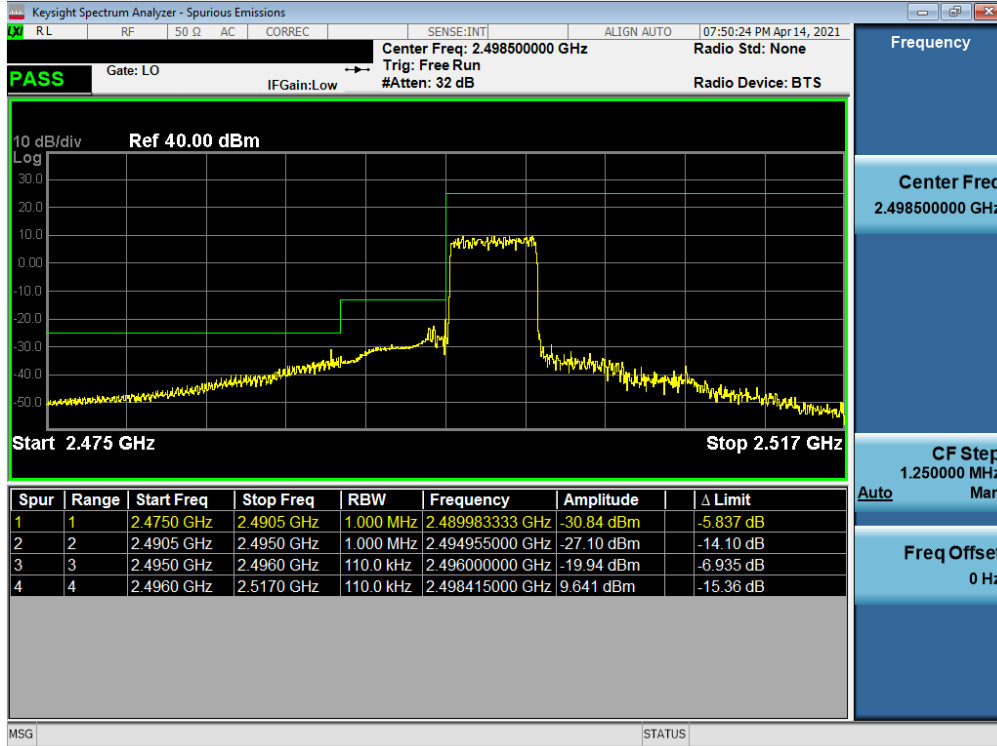 Keysight Spectrum Analyzer - Spurious Emissions
LXI RL RF 50 Ω AC CORREC SENSE:INT ALIGN AUTO 07:50:24 PM Apr 14, 2021
Center Freq: 2.498500000 GHz Radio Std: None
Gate: LO Trig: Free Run
PASS IFGain:Low #Atten: 32 dB Radio Device: BTS
Frequency
10 dB/div Ref 40.00 dBm
Log
30.0
20.0
10.0
0.00
-10.0
-20.0
-30.0
-40.0
-50.0
Start 2.475 GHz Stop 2.517 GHz
Center Freq
2.498500000 GHz
CF Step
1.250000 MHz
Auto Man
Freq Offset
0 Hz
Spur Range Start Freq Stop Freq RBW Frequency Amplitude Δ Limit
1 1 2.4750 GHz 2.4905 GHz 1.000 MHz 2.489983333 GHz -30.84 dBm -5.837 dB
2 2 2.4905 GHz 2.4950 GHz 1.000 MHz 2.494955000 GHz -27.10 dBm -14.10 dB
3 3 2.4950 GHz 2.4960 GHz 110.0 kHz 2.496000000 GHz -19.94 dBm -6.935 dB
4 4 2.4960 GHz 2.5170 GHz 110.0 kHz 2.498415000 GHz 9.641 dBm -15.36 dB
MSG STATUS